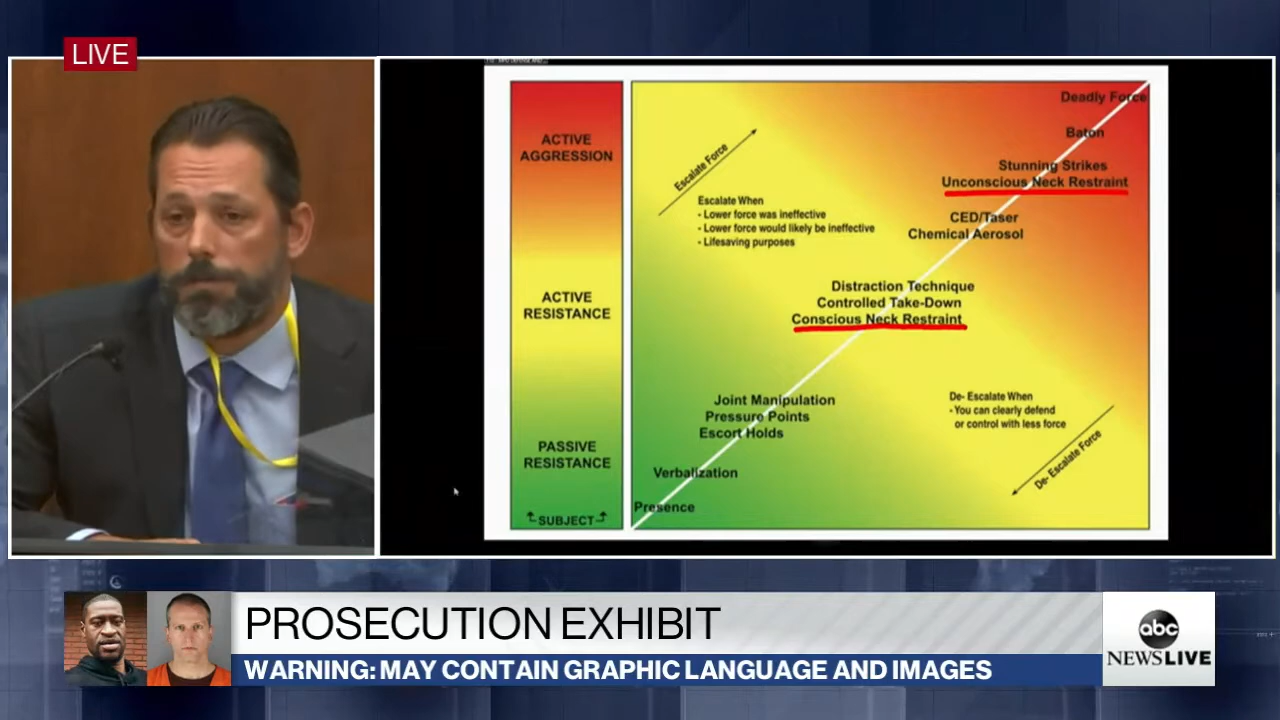 LIVE
ACTIVE
AGGRESSION
ACTIVE
RESISTANCE
PASSIVE
RESISTANCE
SUBJECT
Escalate Force
Escalate When
- Lower force was ineffective
- Lower force would likely be ineffective
- Lifesaving purposes
Deadly Force
Baton
Stunning Strikes
Unconscious Neck Restraint
CED/Taser
Chemical Aerosol
Distraction Technique
Controlled Take-Down
Conscious Neck Restraint
Joint Manipulation
Pressure Points
Escort Holds
Verbalization
Presence
De- Escalate When
- You can clearly defend
or control with less force
De- Escalate Force
PROSECUTION EXHIBIT
WARNING: MAY CONTAIN GRAPHIC LANGUAGE AND IMAGES
abc
NEWSLIVE